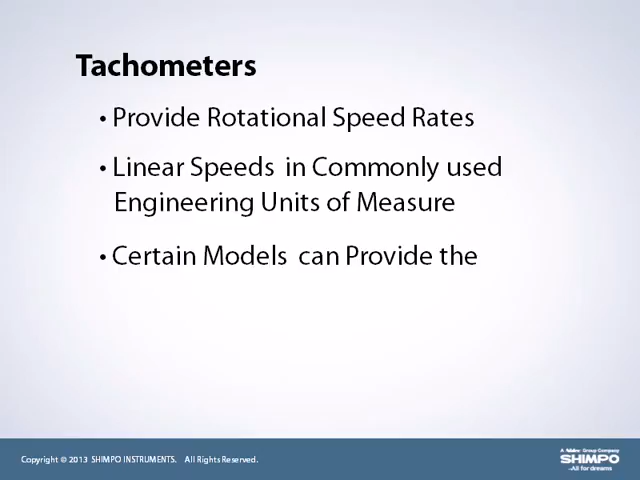 Tachometers
• Provide Rotational Speed Rates
• Linear Speeds in Commonly used
Engineering Units of Measure
• Certain Models can Provide the
Copyright © 2013 SHIMPO INSTRUMENTS. All Rights Reserved.
A Nidec Group Company
SHIMPO
-All for dreams